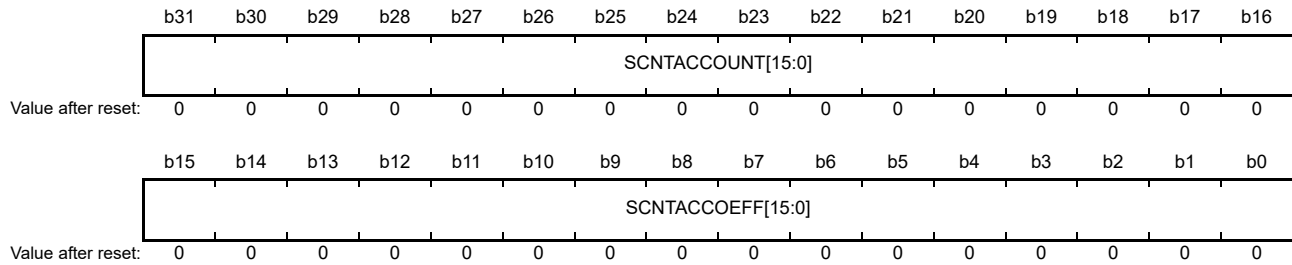 b31 b30 b29 b28 b27 b26 b25 b24 b23 b22 b21 b20 b19 b18 b17 b16
SCNTACCOUNT[15:0]
Value after reset: 0 0 0 0 0 0 0 0 0 0 0 0 0 0 0 0
b15 b14 b13 b12 b11 b10 b9 b8 b7 b6 b5 b4 b3 b2 b1 b0
SCNTACCOEFF[15:0]
Value after reset: 0 0 0 0 0 0 0 0 0 0 0 0 0 0 0 0